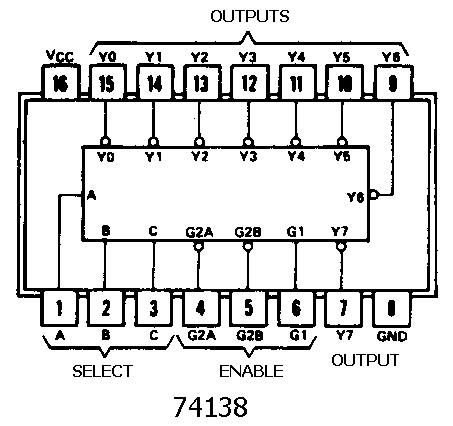 OUTPUTS
VCC Y0 Y1 Y2 Y3 Y4 Y5 Y6
16 15 14 13 12 11 10 9
Y0 Y1 Y2 Y3 Y4 Y5
A Y6
B C G2A G2B G1 Y7
1 2 3 4 5 6 7 8
A B C G2A G2B G1 Y7 GND
SELECT ENABLE OUTPUT
74138